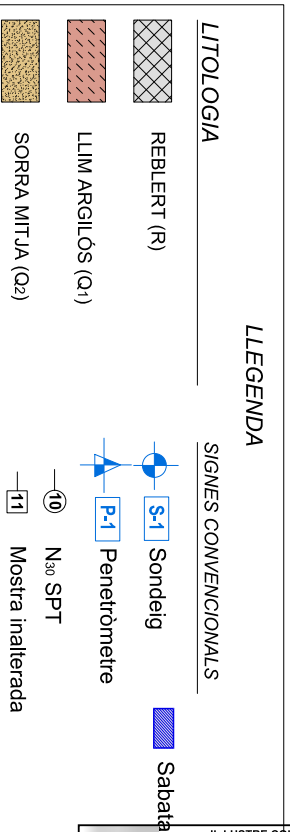 LLEGENDA
LITOLOGIA
REBLERT (R)
LLIM ARGILÓS (Q1)
SORRA MITJA (Q2)
SIGNES CONVENCIONALS
S-1 Sondeig
P-1 Penetròmetre
10 N30 SPT
11 Mostra inalterada
Sabata